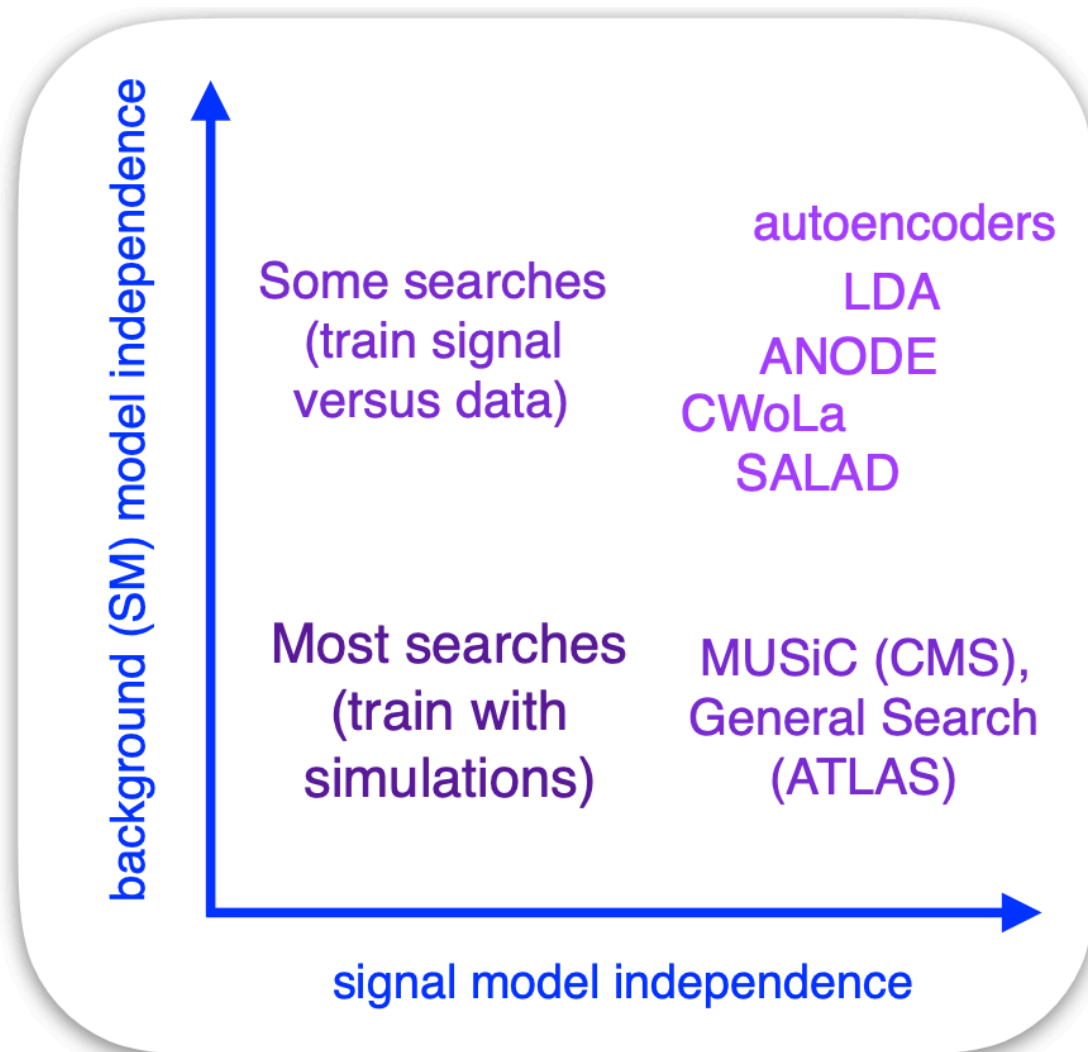 background (SM) model independence
autoencoders
Some searches
(train signal
versus data)
LDA
ANODE
CWoLa
SALAD
Most searches
(train with
simulations)
MUSiC (CMS),
General Search
(ATLAS)
signal model independence